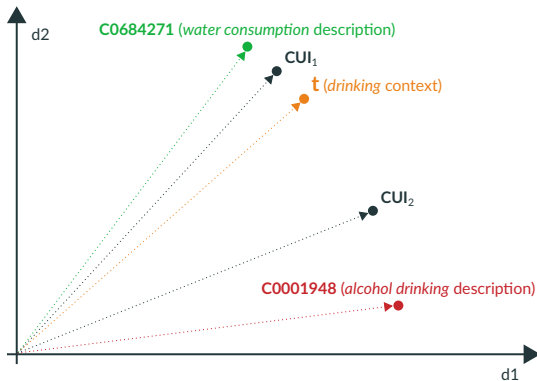 d2
C0684271 (water consumption description)
CUI1
t (drinking context)
CUI2
C0001948 (alcohol drinking description)
d1